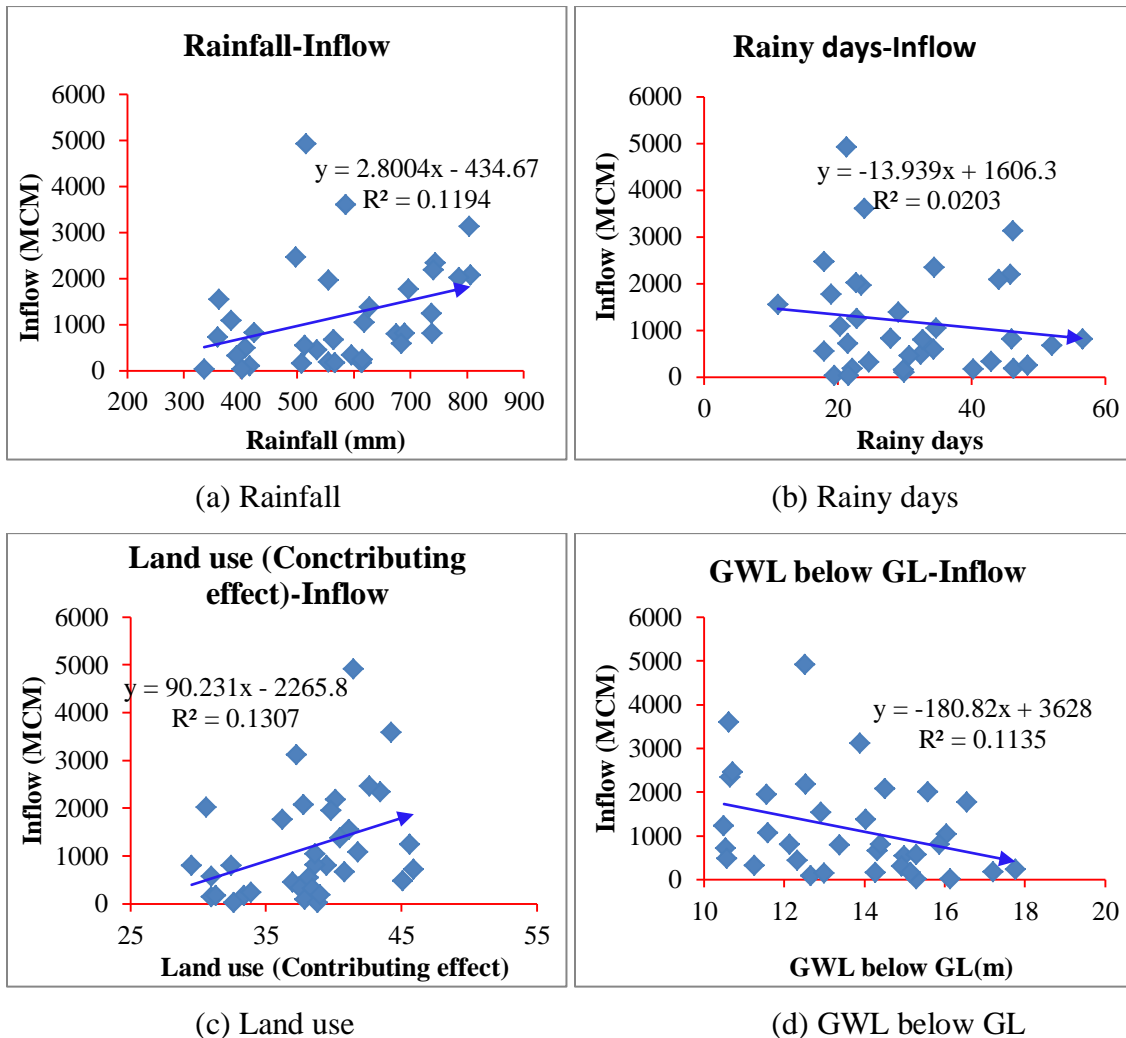 Rainfall-Inflow
6000
5000
4000
3000
2000
1000
0
Inflow (MCM)
y = 2.8004x - 434.67
R² = 0.1194
200 300 400 500 600 700 800 900
Rainfall (mm)
(a) Rainfall
Rainy days-Inflow
6000
5000
4000
3000
2000
1000
0
Inflow (MCM)
y = -13.939x + 1606.3
R² = 0.0203
0 20 40 60
Rainy days
(b) Rainy days
Land use (Conctributing
effect)-Inflow
6000
5000
4000
3000
2000
1000
0
Inflow (MCM)
y = 90.231x - 2265.8
R² = 0.1307
25 35 45 55
Land use (Contributing effect)
(c) Land use
GWL below GL-Inflow
6000
5000
4000
3000
2000
1000
0
Inflow (MCM)
y = -180.82x + 3628
R² = 0.1135
10 12 14 16 18 20
GWL below GL(m)
(d) GWL below GL